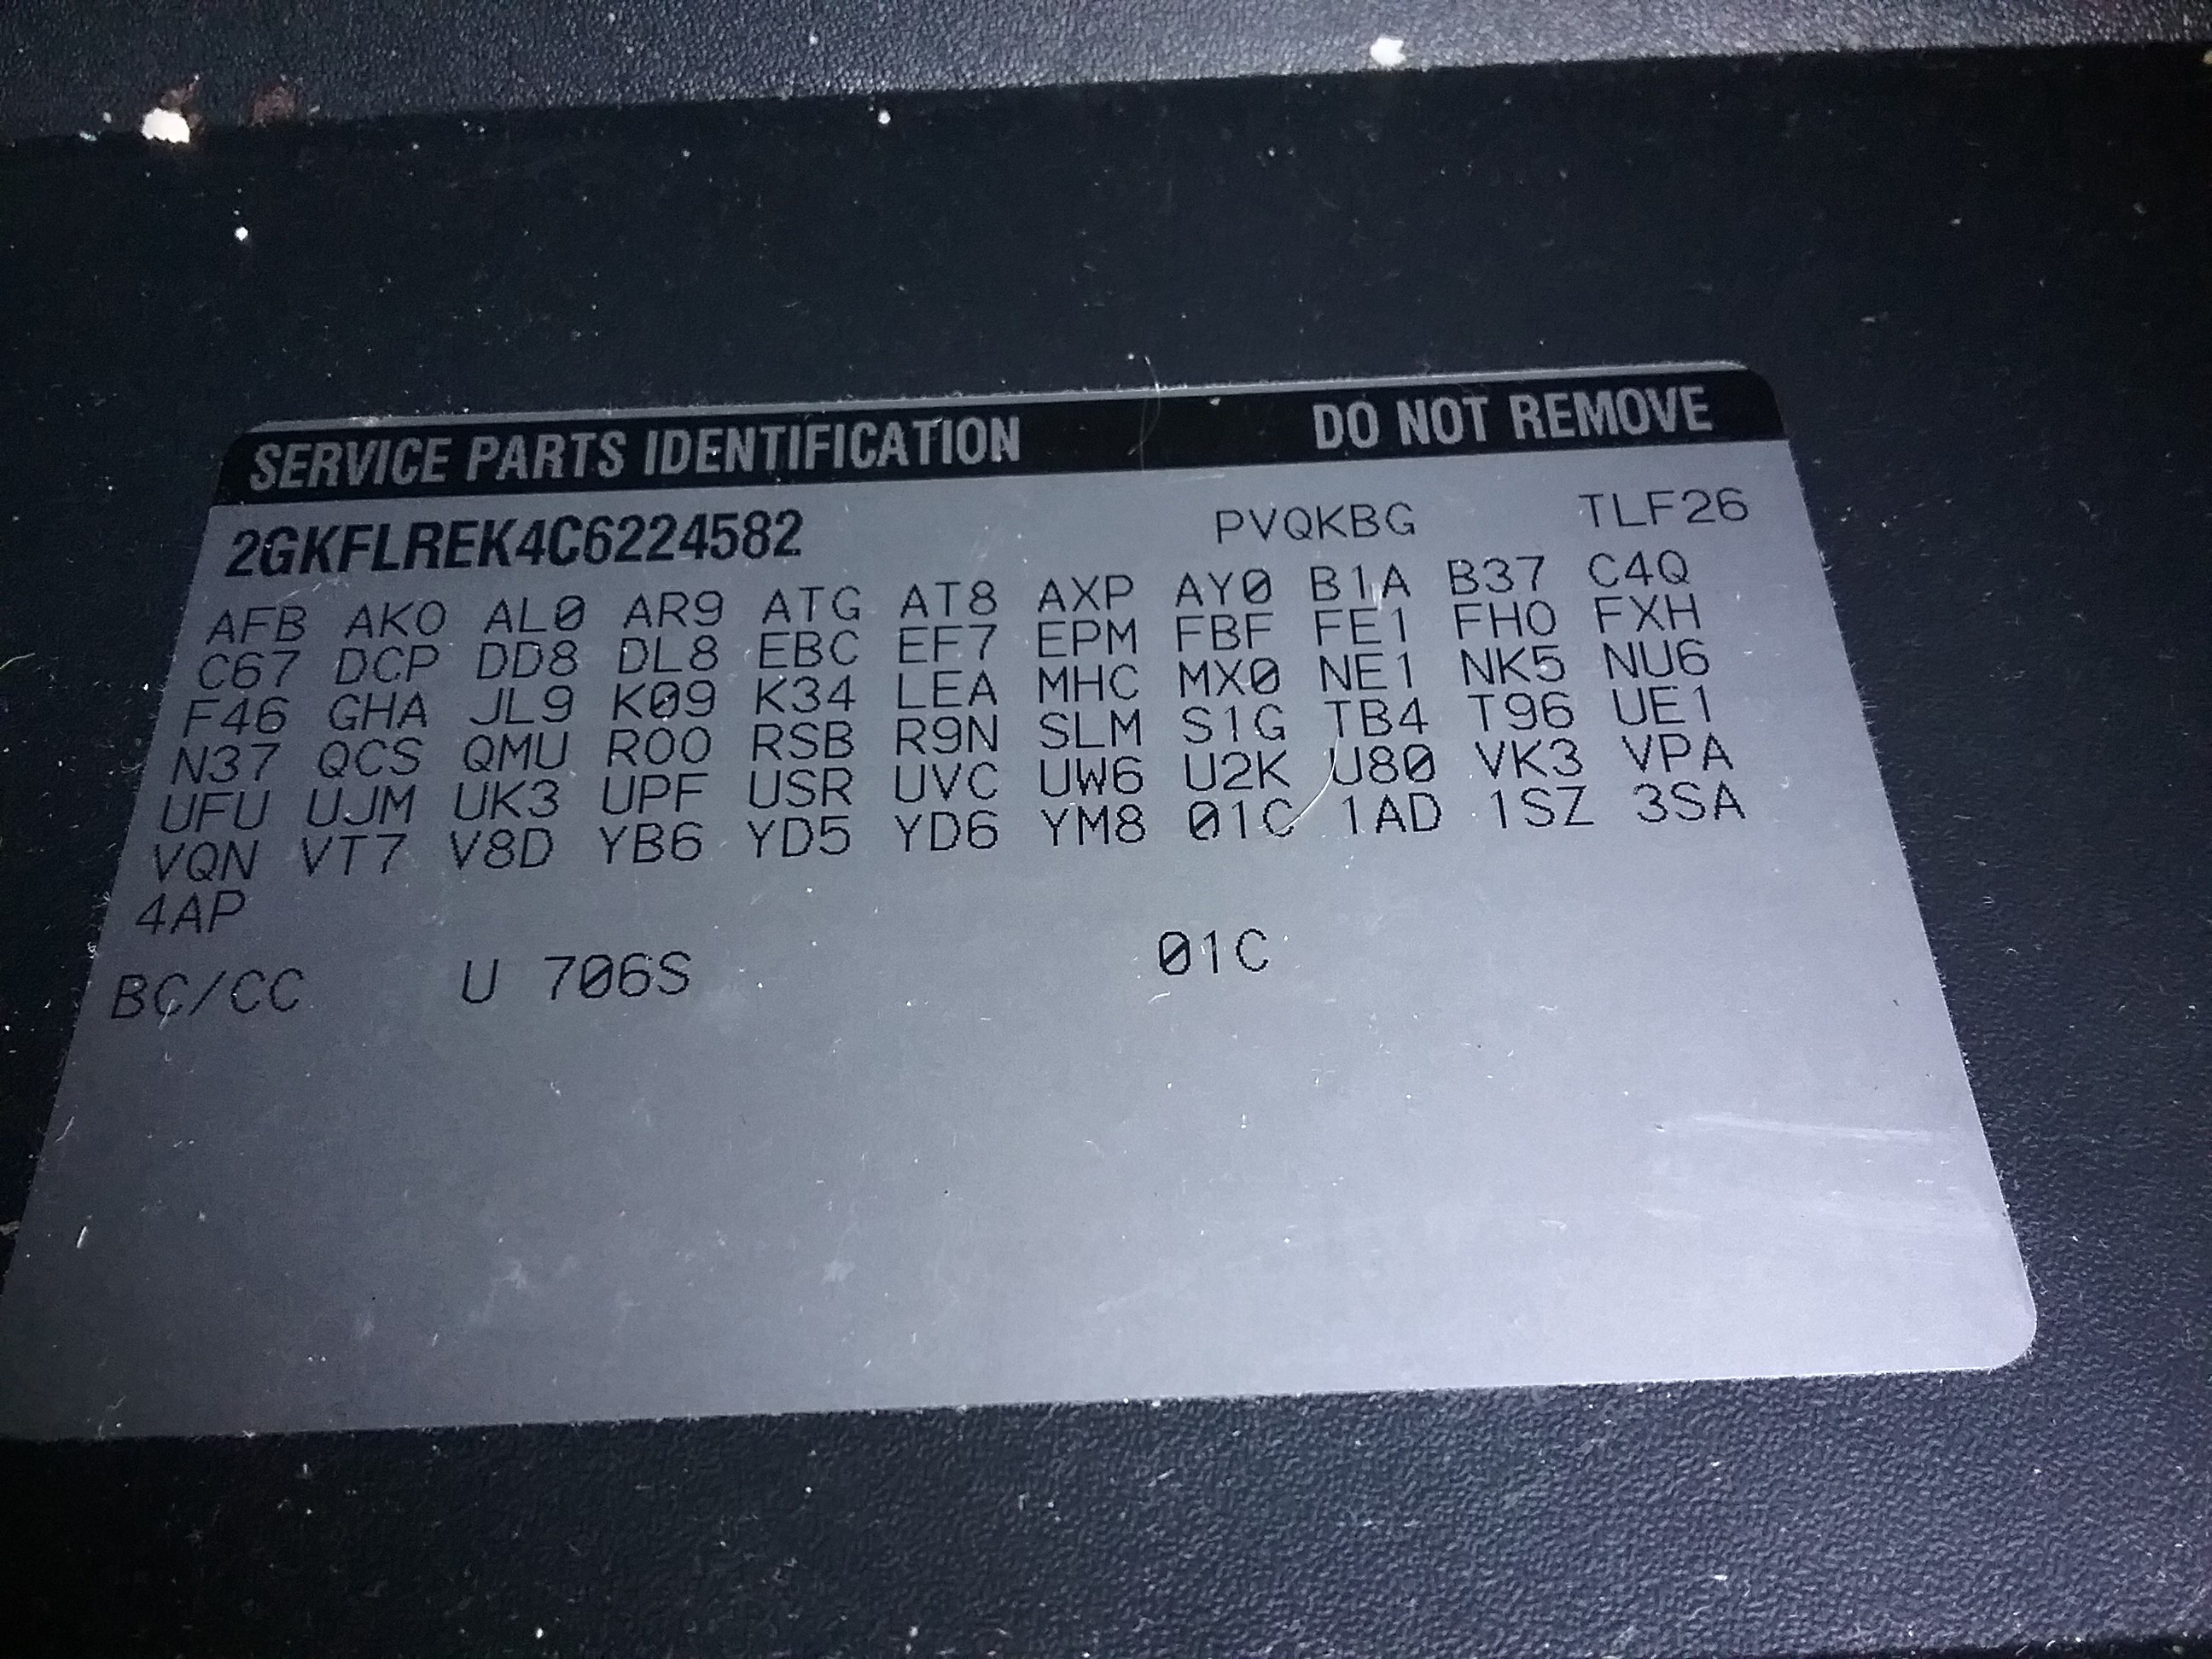 SERVICE PARTS IDENTIFICATION DO NOT REMOVE
2GKFLREK4C6224582 PVQKBG TLF26
AFB AKO AL0 AR9 ATG AT8 AXP AY0 B1A B37 C4Q
C67 DCP DD8 DL8 EBC EF7 EPM FBF FE1 FHO FXH
F46 GHA JL9 K09 K34 LEA MHC MX0 NE1 NK5 NU6
N37 QCS QMU ROO RSB R9N SLM S1G TB4 T96 UE1
UFU UJM UK3 UPF USR UVC UW6 U2K U80 VK3 VPA
VQN VT7 V8D YB6 YD5 YD6 YM8 01C 1AD 1SZ 3SA
4AP
BC/CC U 706S 01C